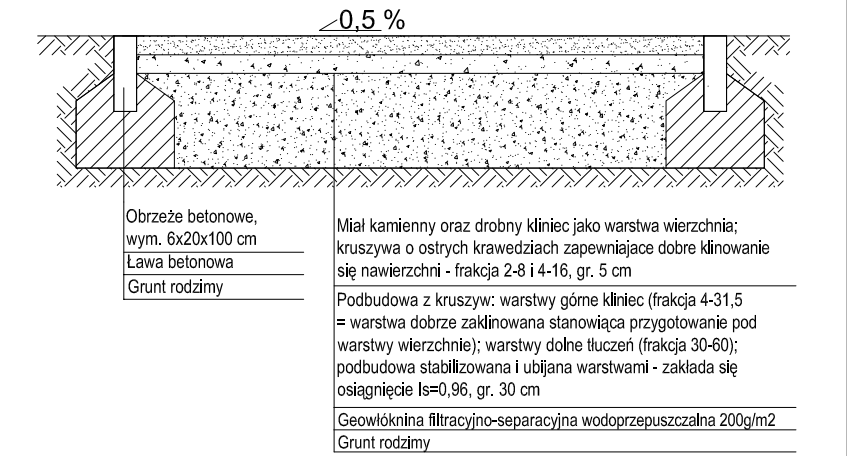 0,5 %
Obrzeże betonowe,
wym. 6x20x100 cm
Ława betonowa
Grunt rodzimy
Miał kamienny oraz drobny kliniec jako warstwa wierzchnia;
kruszywa o ostrych krawedziach zapewniajace dobre klinowanie
się nawierzchni - frakcja 2-8 i 4-16, gr. 5 cm
Podbudowa z kruszyw: warstwy górne kliniec (frakcja 4-31,5
= warstwa dobrze zaklinowana stanowiąca przygotowanie pod
warstwy wierzchnie); warstwy dolne tłuczeń (frakcja 30-60);
podbudowa stabilizowana i ubijana warstwami - zakłada się
osiągnięcie Is=0,96, gr. 30 cm
Geowłóknina filtracyjno-separacyjna wodoprzepuszczalna 200g/m2
Grunt rodzimy